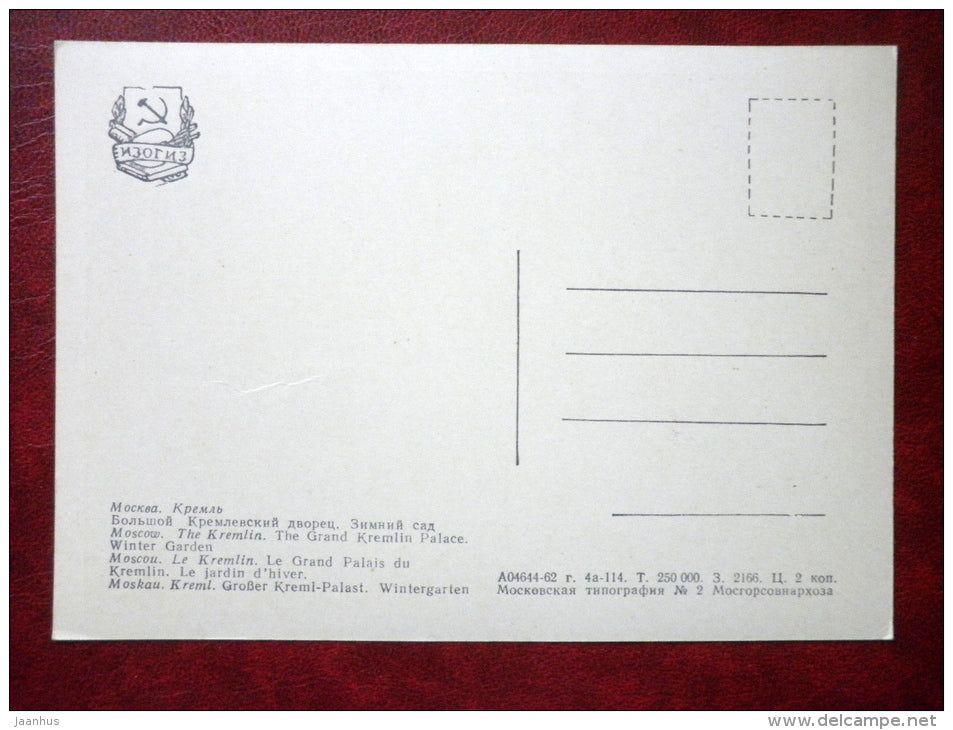 ИЗОГИЗ
Москва. Кремль
Большой Кремлевский дворец. Зимний сад
Moscow. The Kremlin. The Grand Kremlin Palace.
Winter Garden
Moscou. Le Kremlin. Le Grand Palais du
Kremlin. Le jardin d'hiver.
Moskau. Kreml. Großer Kreml-Palast. Wintergarten
А04644-62 г. 4а-114. Т. 250 000. З. 2166. Ц. 2 коп.
Московская типография № 2 Мосгорсовнархоза
jaanhus
www.delcampe.net